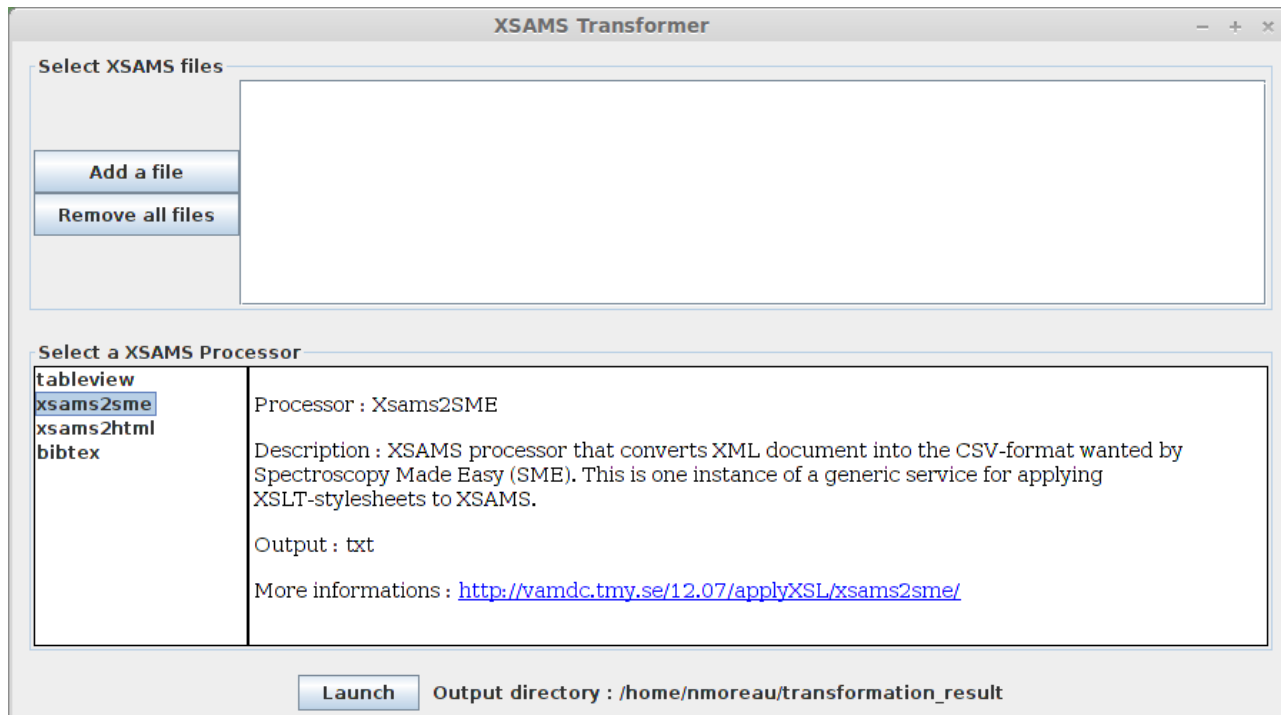 XSAMS Transformer
Select XSAMS files
Add a file
Remove all files
Select a XSAMS Processor
tableview
xsams2sme
xsams2html
bibtex
Processor : Xsams2SME
Description : XSAMS processor that converts XML document into the CSV-format wanted by
Spectroscopy Made Easy (SME). This is one instance of a generic service for applying
XSLT-stylesheets to XSAMS.
Output : txt
More informations : http://vamdc.tmy.se/12.07/applyXSL/xsams2sme/
Launch
Output directory : /home/nmoreau/transformation_result